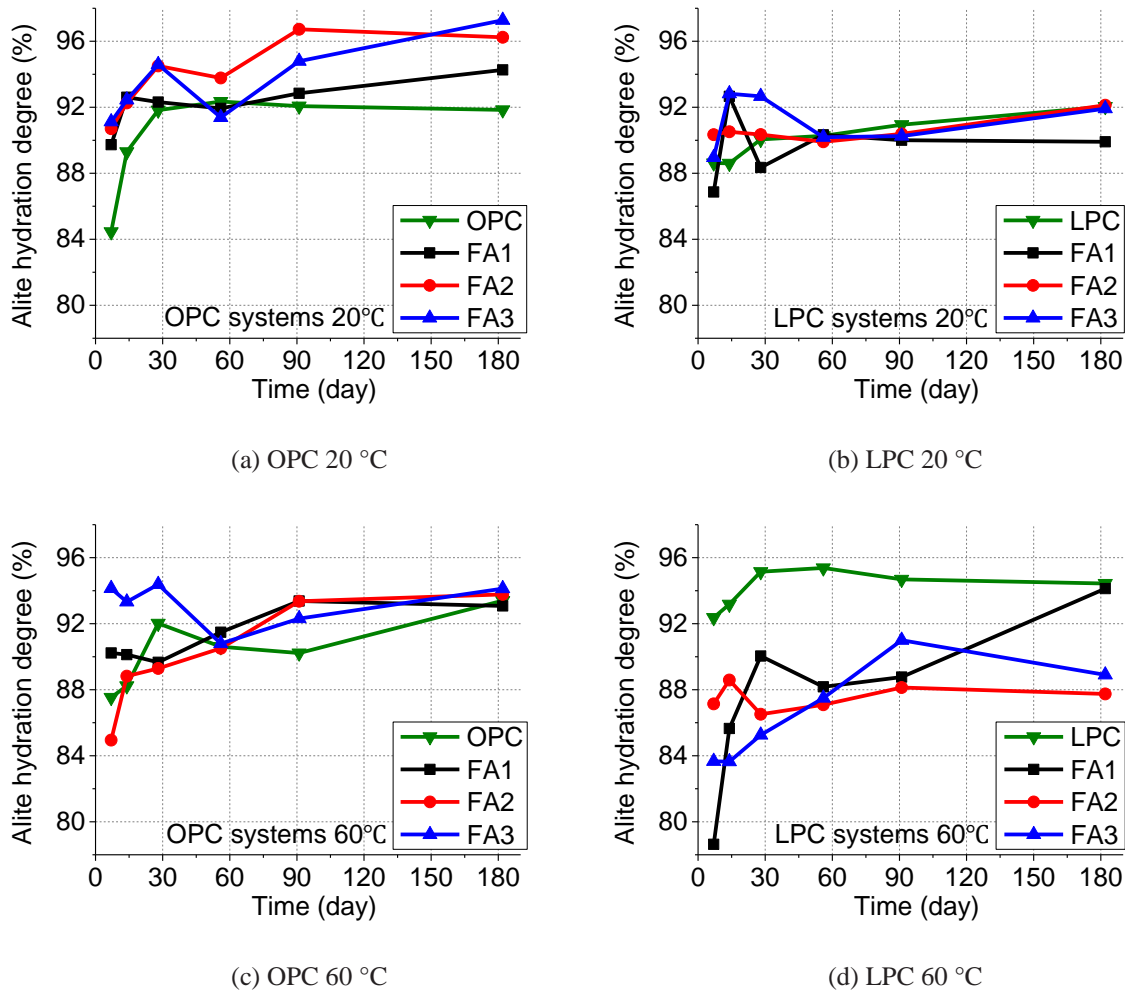 Alite hydration degree (%)
96
92
88
84
80
OPC
FA1
FA2
FA3
OPC systems 20℃
0 30 60 90 120 150 180
Time (day)
(a) OPC 20 °C
Alite hydration degree (%)
96
92
88
84
80
LPC
FA1
FA2
FA3
LPC systems 20℃
0 30 60 90 120 150 180
Time (day)
(b) LPC 20 °C
Alite hydration degree (%)
96
92
88
84
80
OPC
FA1
FA2
FA3
OPC systems 60℃
0 30 60 90 120 150 180
Time (day)
(c) OPC 60 °C
Alite hydration degree (%)
96
92
88
84
80
LPC
FA1
FA2
FA3
LPC systems 60℃
0 30 60 90 120 150 180
Time (day)
(d) LPC 60 °C